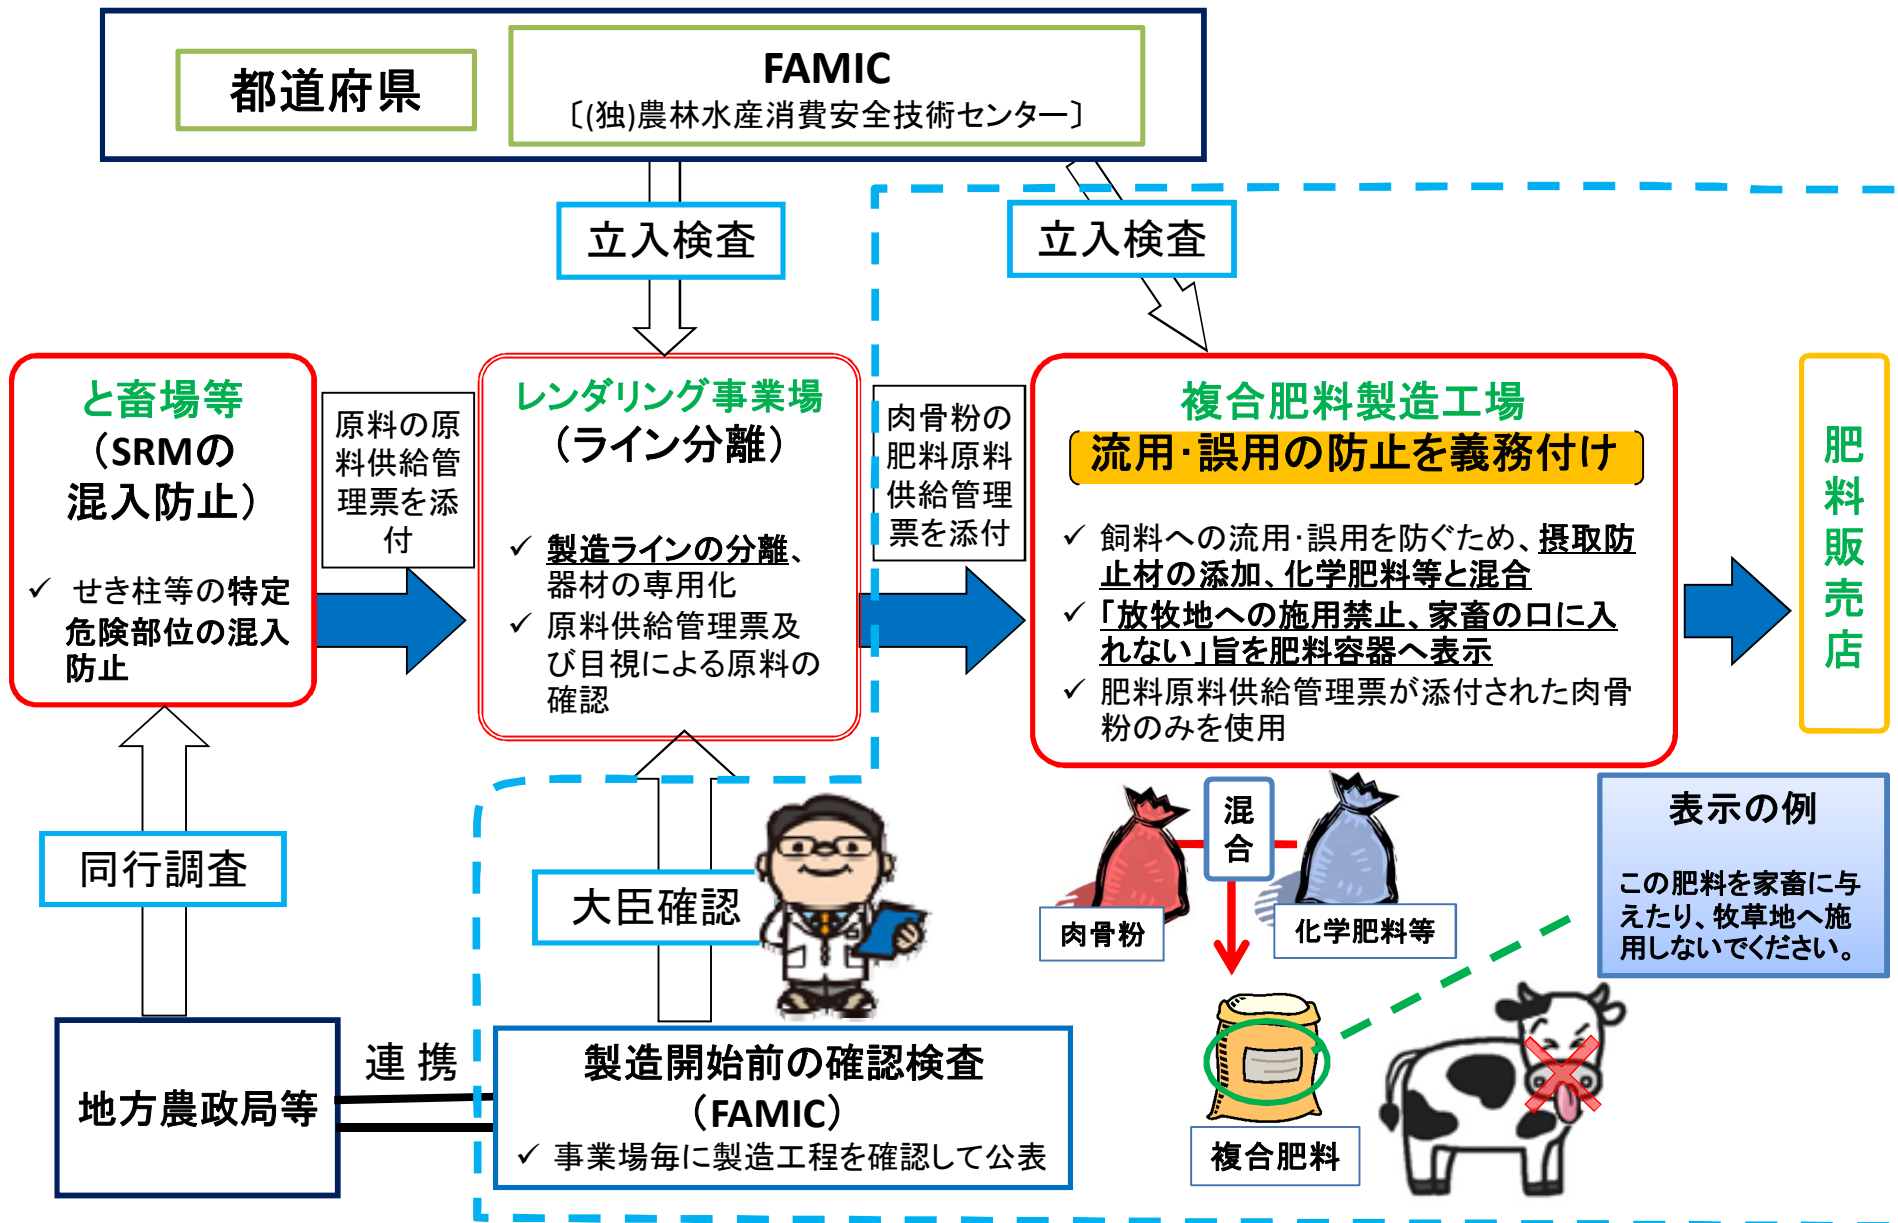 都道府県
FAMIC
〔(独)農林水産消費安全技術センター〕
立入検査
立入検査
と畜場等
（SRMの
混入防止）
✓ せき柱等の特定
危険部位の混入
防止
原料の原
料供給管
理票を添
付
レンダリング事業場
（ライン分離）
✓ 製造ラインの分離、
器材の専用化
✓ 原料供給管理票及
び目視による原料の
確認
肉骨粉の
肥料原料
供給管理
票を添付
複合肥料製造工場
流用･誤用の防止を義務付け
✓ 飼料への流用･誤用を防ぐため、摂取防
止材の添加、化学肥料等と混合
✓ 「放牧地への施用禁止、家畜の口に入
れない」旨を肥料容器へ表示
✓ 肥料原料供給管理票が添付された肉骨
粉のみを使用
肥
料
販
売
店
同行調査
大臣確認
混
合
肉骨粉
化学肥料等
複合肥料
表示の例
この肥料を家畜に与
えたり、牧草地へ施
用しないでください。
地方農政局等
連 携
製造開始前の確認検査
（FAMIC）
✓ 事業場毎に製造工程を確認して公表